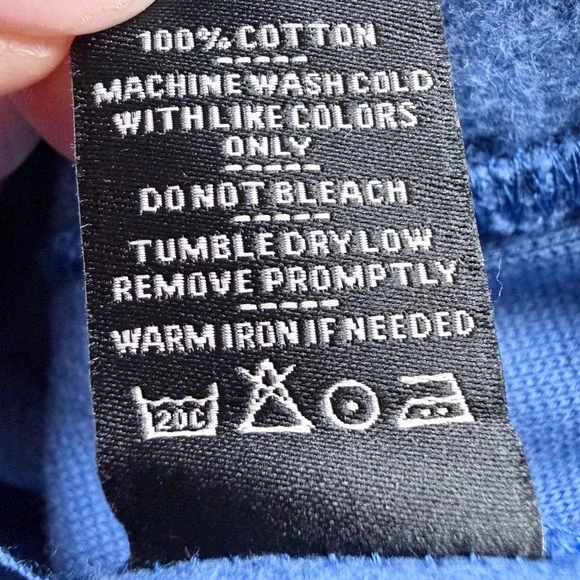 100% COTTON
MACHINE WASH COLD
WITH LIKE COLORS
ONLY
DO NOT BLEACH
TUMBLE DRY LOW
REMOVE PROMPTLY
WARM IRON IF NEEDED
20C